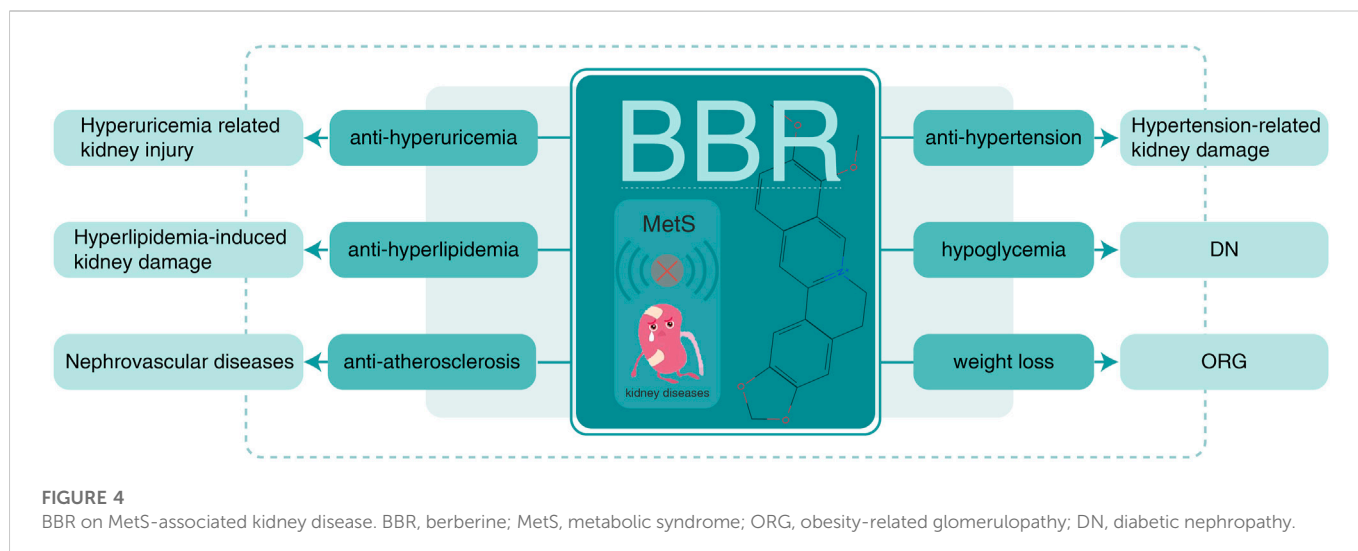 BBR
MetS
kidney diseases
Hyperuricemia related
kidney injury
anti-hyperuricemia
Hyperlipidemia-induced
kidney damage
anti-hyperlipidemia
Nephrovascular diseases
anti-atherosclerosis
anti-hypertension
Hypertension-related
kidney damage
hypoglycemia
DN
weight loss
ORG
FIGURE 4
BBR on MetS-associated kidney disease. BBR, berberine; MetS, metabolic syndrome; ORG, obesity-related glomerulopathy; DN, diabetic nephropathy.